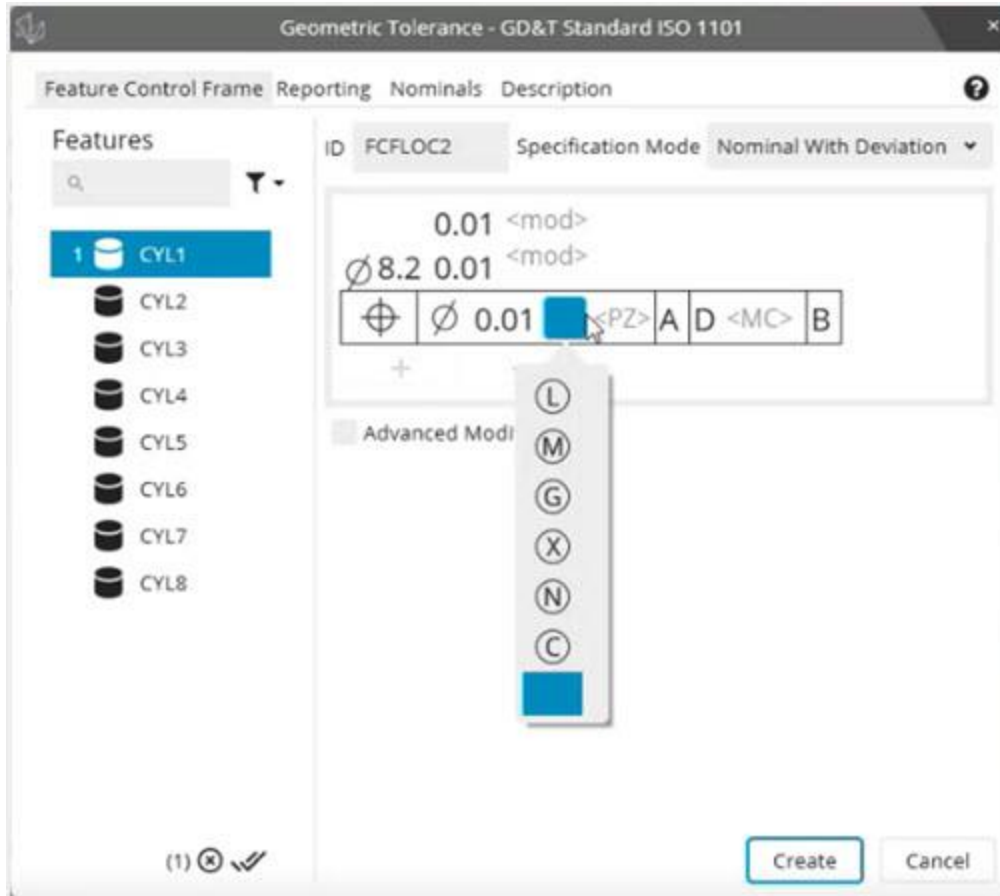 Geometric Tolerance - GD&T Standard ISO 1101
Feature Control Frame Reporting Nominals Description
Features
ID FCFLOC2 Specification Mode Nominal With Deviation
1 CYL1
CYL2
CYL3
CYL4
CYL5
CYL6
CYL7
CYL8
0.01 <mod>
∅8.2 0.01 <mod>
⌖ ∅ 0.01 <PZ> A D <MC> B
Ⓛ
Ⓜ
Ⓖ
Ⓧ
Ⓝ
Ⓒ
Advanced Modi
(1)
Create Cancel